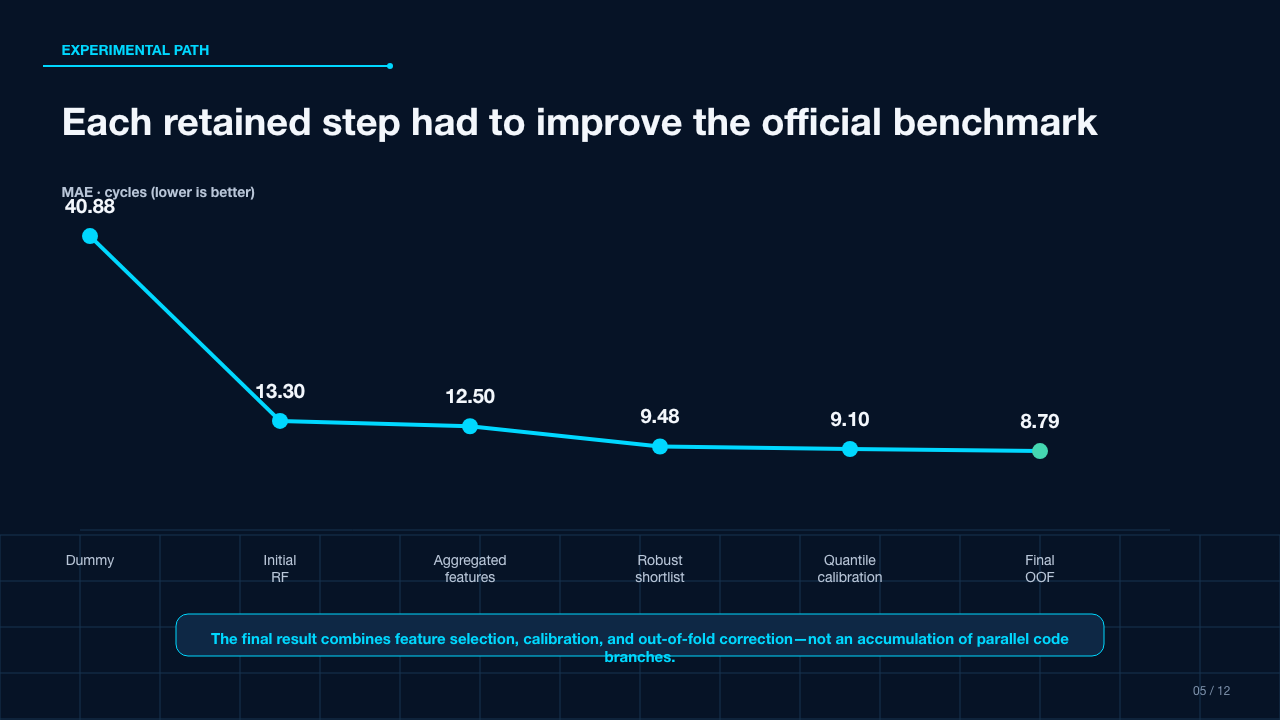 EXPERIMENTAL PATH
Each retained step had to improve the official benchmark
MAE · cycles (lower is better)
40.88
13.30
12.50
9.48
9.10
8.79
Dummy
Initial
RF
Aggregated
features
Robust
shortlist
Quantile
calibration
Final
OOF
The final result combines feature selection, calibration, and out-of-fold correction—not an accumulation of parallel code
branches.
05 / 12